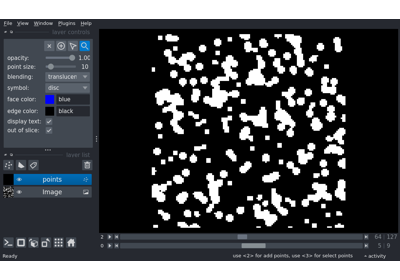 File View Window Plugins Help
layer controls
opacity: 1.00
point size: 10
blending: translucen
symbol: disc
face color: blue
edge color: black
display text:
out of slice:
layer list
points
Image
2 64 127
0 5 9
Ready use <2> for add points, use <3> for select points activity